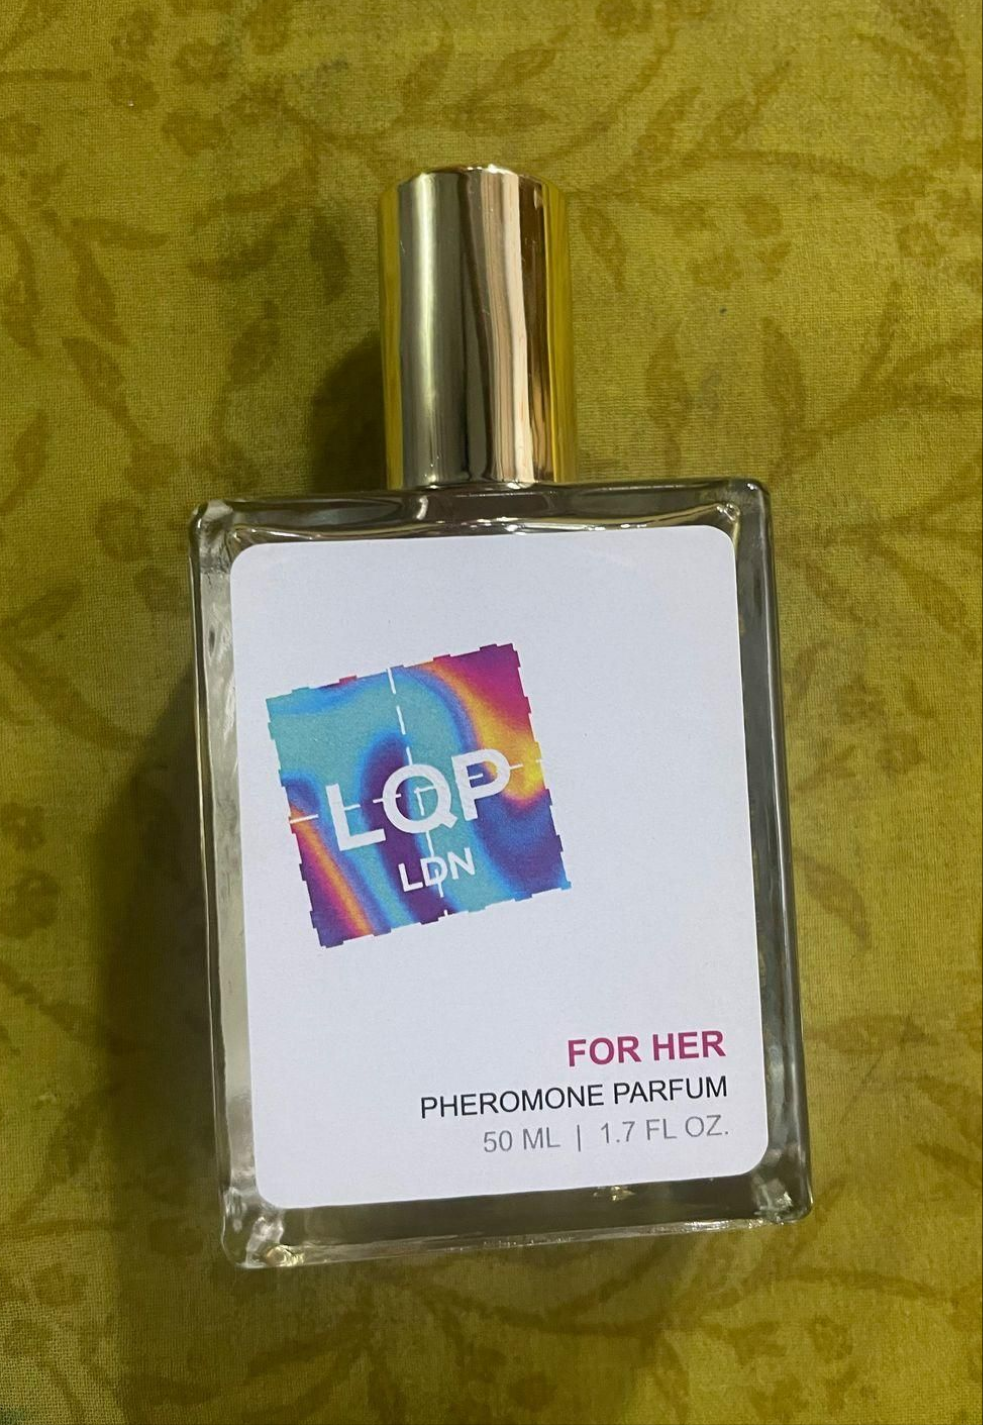 LQP
LDN
FOR HER
PHEROMONE PARFUM
50 ML | 1.7 FL OZ.